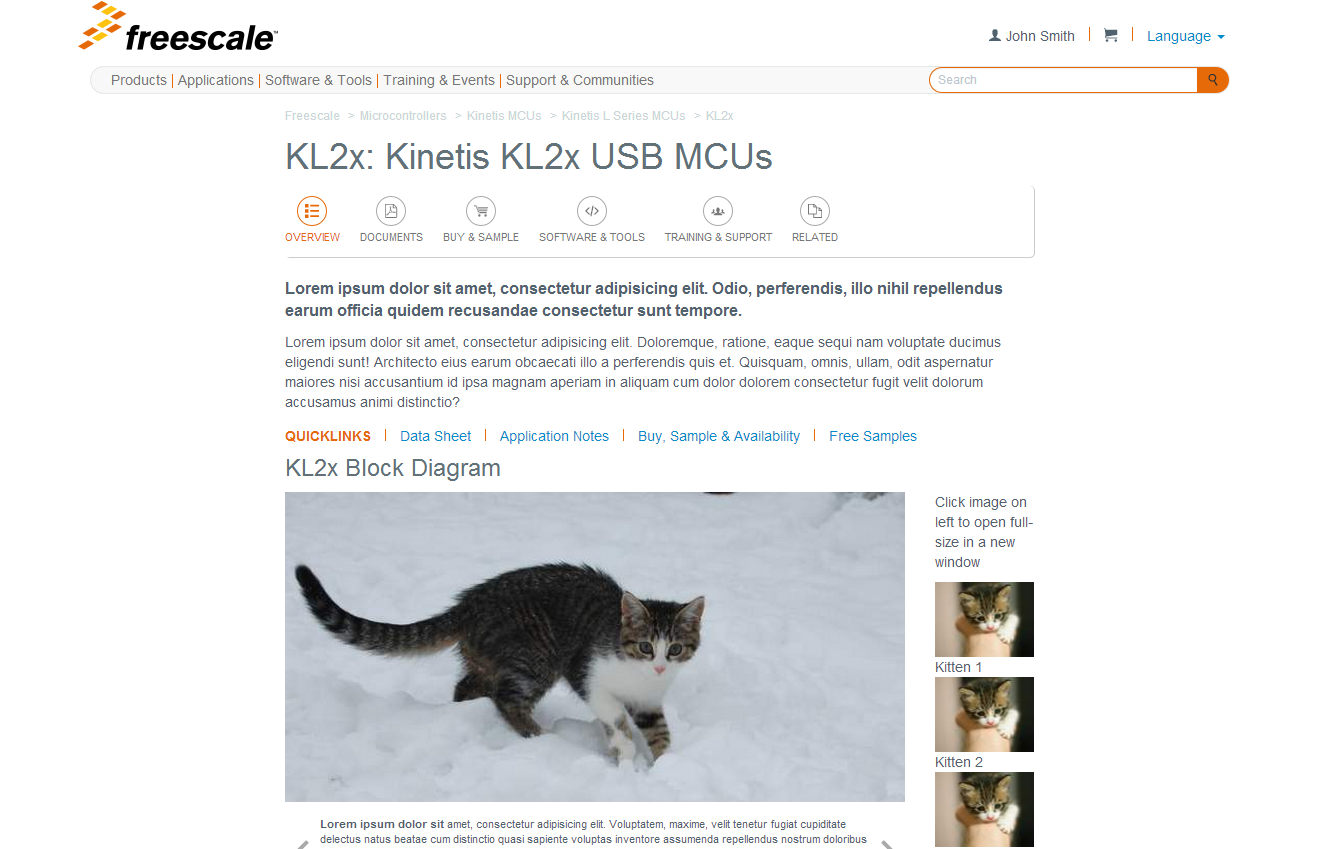 freescale™
John Smith
Language
Products | Applications | Software & Tools | Training & Events | Support & Communities
Search
Freescale > Microcontrollers > Kinetis MCUs > Kinetis L Series MCUs > KL2x
KL2x: Kinetis KL2x USB MCUs
OVERVIEW DOCUMENTS BUY & SAMPLE SOFTWARE & TOOLS TRAINING & SUPPORT RELATED
Lorem ipsum dolor sit amet, consectetur adipisicing elit. Odio, perferendis, illo nihil repellendus
earum officia quidem recusandae consectetur sunt tempore.
Lorem ipsum dolor sit amet, consectetur adipisicing elit. Doloremque, ratione, eaque sequi nam voluptate ducimus
eligendi sunt! Architecto eius earum obcaecati illo a perferendis quis et. Quisquam, omnis, ullam, odit aspernatur
maiores nisi accusantium id ipsa magnam aperiam in aliquam cum dolor dolorem consectetur fugit velit dolorum
accusamus animi distinctio?
QUICKLINKS | Data Sheet | Application Notes | Buy, Sample & Availability | Free Samples
KL2x Block Diagram
Click image on
left to open full-
size in a new
window
Kitten 1
Kitten 2
Lorem ipsum dolor sit amet, consectetur adipisicing elit. Voluptatem, maxime, velit tenetur fugiat cupiditate
delectus natus beatae cum distinctio quasi sapiente voluptas inventore assumenda repellendus nostrum doloribus